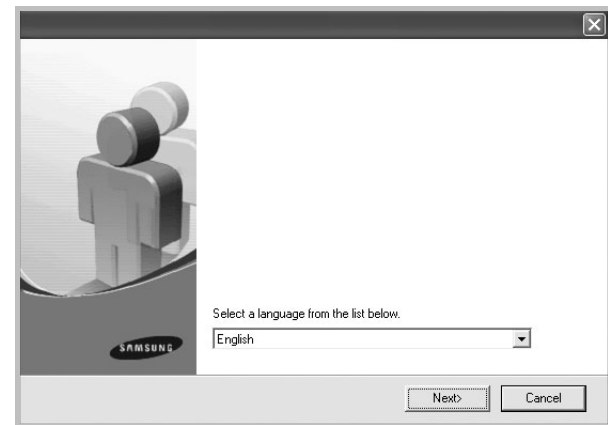 Select a language from the list below.
English
SAMSUNG
Next>
Cancel